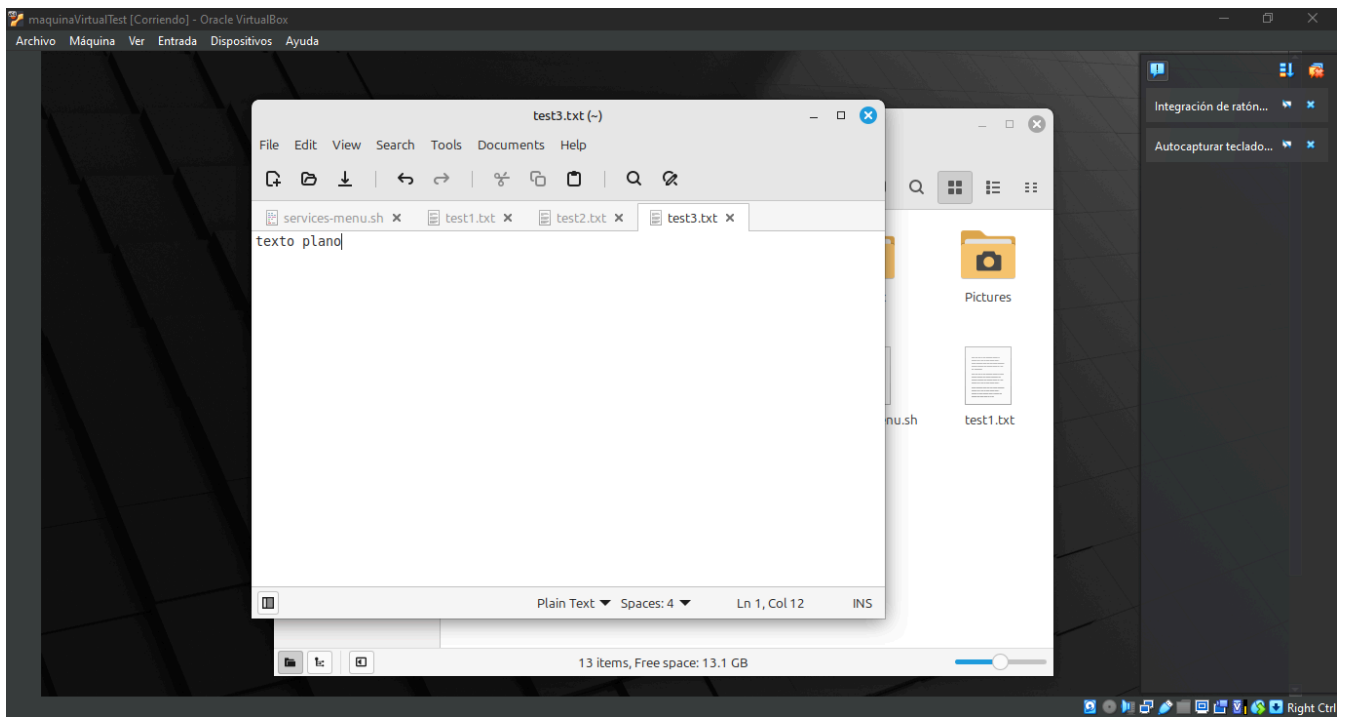 maquinaVirtualTest [Corriendo] - Oracle VirtualBox
Archivo Máquina Ver Entrada Dispositivos Ayuda
Integración de ratón...
Autocapturar teclado...
test3.txt (~)
File Edit View Search Tools Documents Help
services-menu.sh test1.txt test2.txt test3.txt
texto plano
Pictures
nu.sh test1.txt
Plain Text Spaces: 4 Ln 1, Col 12 INS
13 items, Free space: 13.1 GB
Right Ctrl